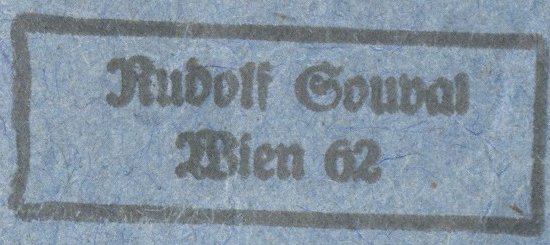 Rudolf Souval
Wien 62